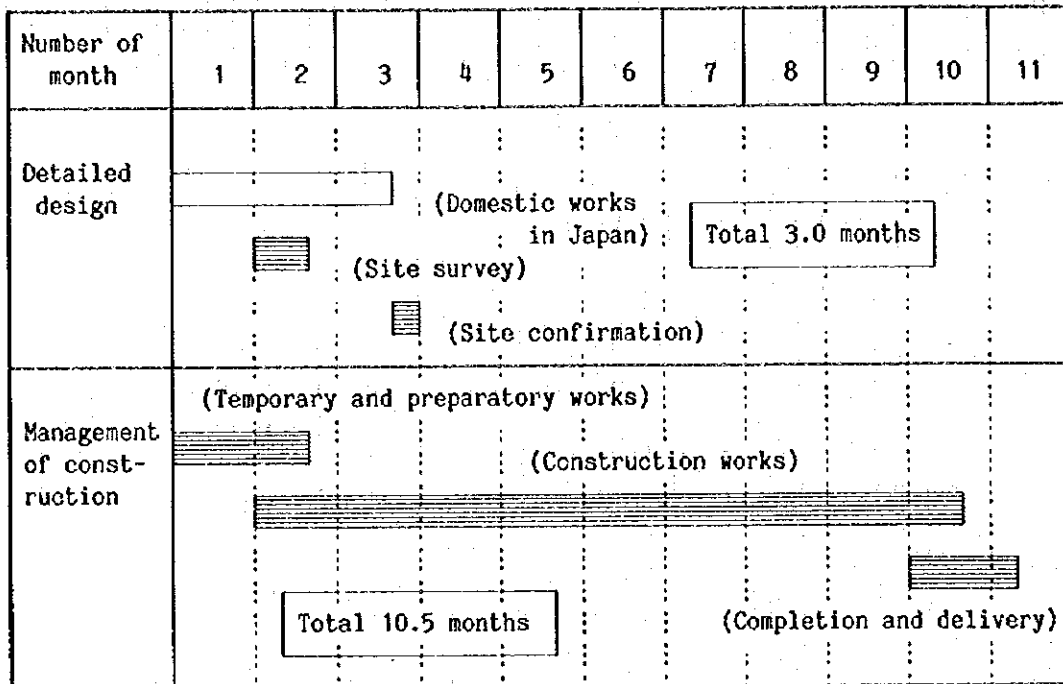 Number of
month
1 2 3 4 5 6 7 8 9 10 11
Detailed
design
(Domestic works
in Japan)
Total 3.0 months
(Site survey)
(Site confirmation)
Management
of const-
ruction
(Temporary and preparatory works)
(Construction works)
Total 10.5 months
(Completion and delivery)